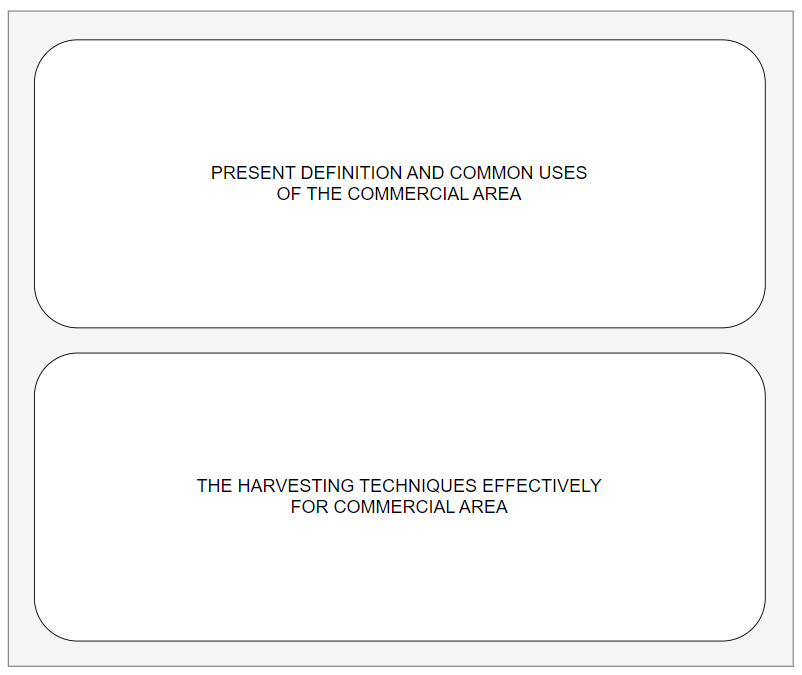 PRESENT DEFINITION AND COMMON USES
OF THE COMMERCIAL AREA
THE HARVESTING TECHNIQUES EFFECTIVELY
FOR COMMERCIAL AREA